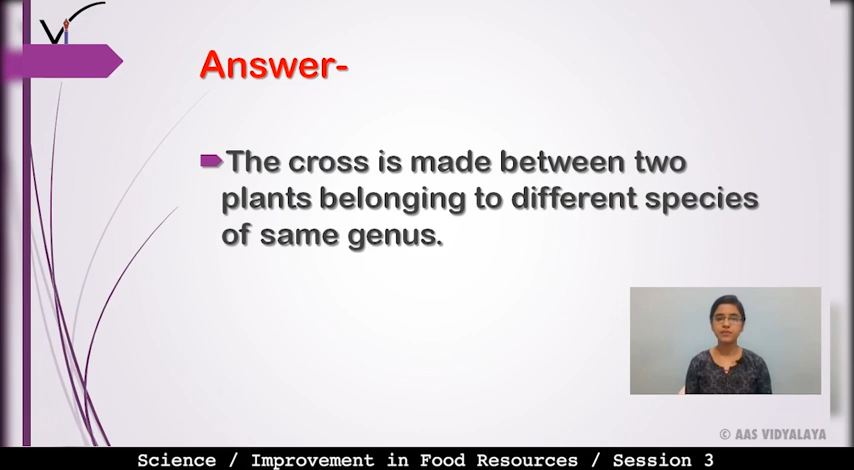 Vi
Answer-
The cross is made between two
plants belonging to different species
of same genus.
© AAS VIDYALAYA
Science / Improvement in Food Resources / Session 3